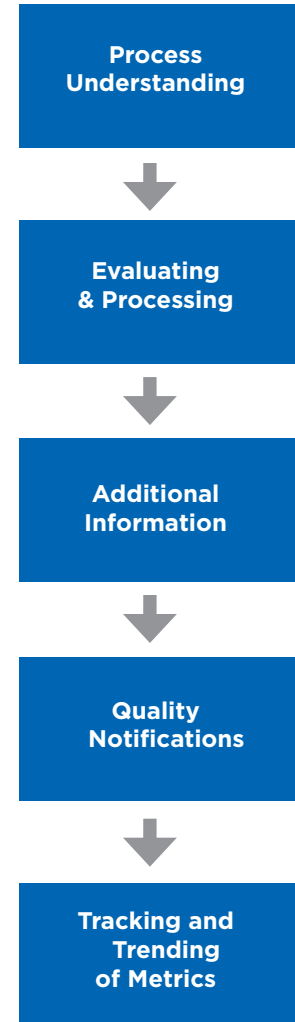 Process
Understanding
Evaluating
& Processing
Additional
Information
Quality
Notifications
Tracking and
Trending
of Metrics